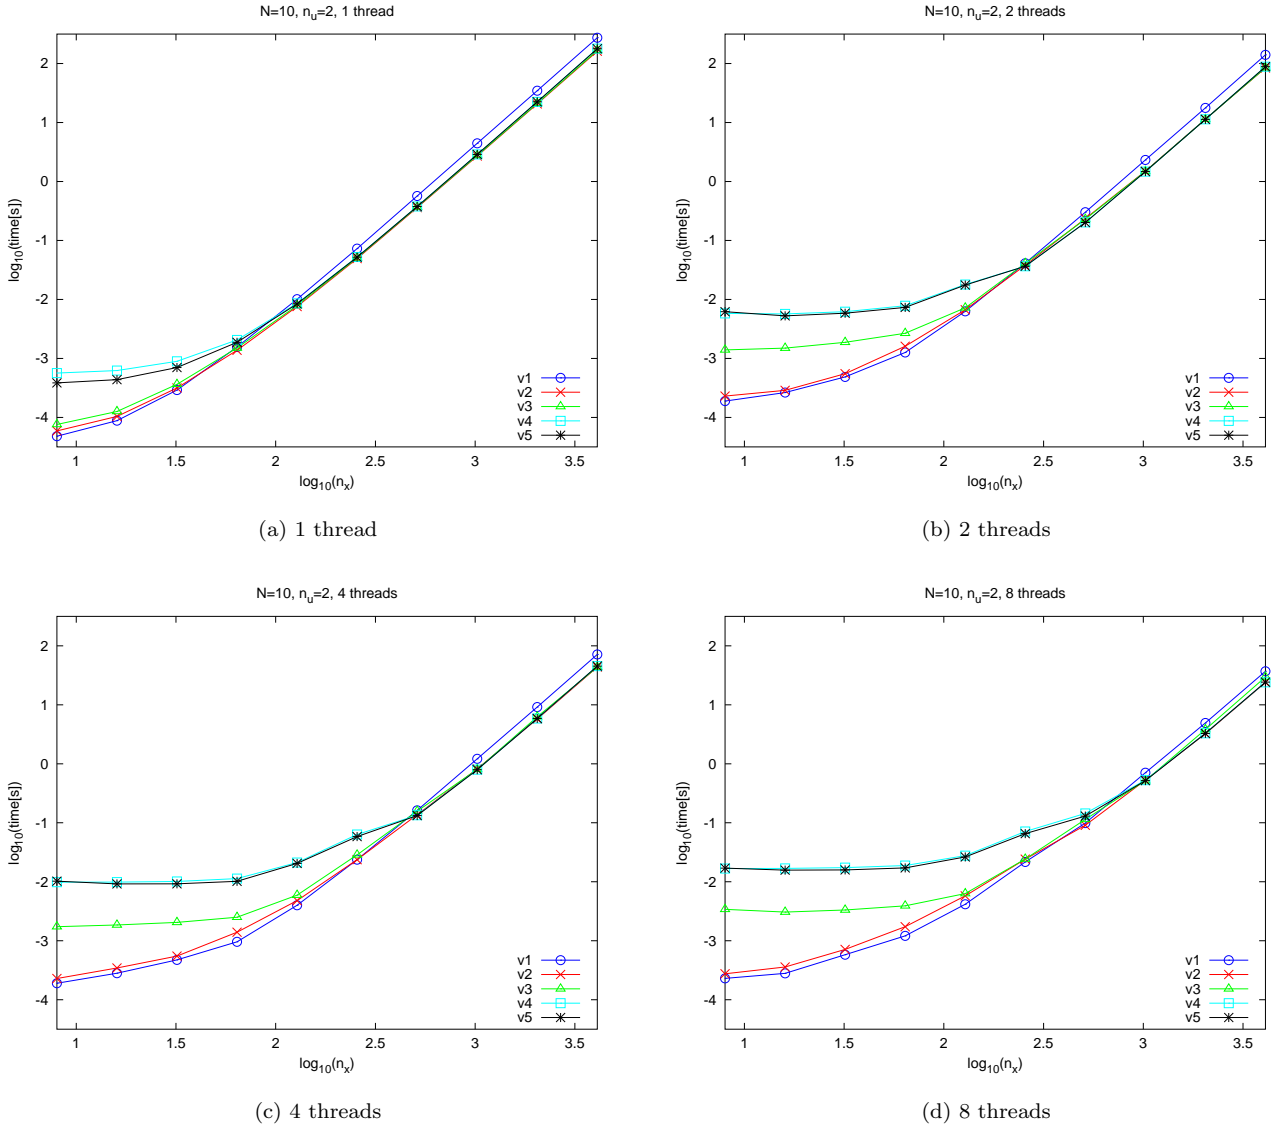 N=10, nu=2, 1 thread
log10(time[s])
2
1
0
-1
-2
-3
-4
1 1.5 2 2.5 3 3.5
log10(nx)
v1
v2
v3
v4
v5
(a) 1 thread
N=10, nu=2, 2 threads
log10(time[s])
2
1
0
-1
-2
-3
-4
1 1.5 2 2.5 3 3.5
log10(nx)
v1
v2
v3
v4
v5
(b) 2 threads
N=10, nu=2, 4 threads
log10(time[s])
2
1
0
-1
-2
-3
-4
1 1.5 2 2.5 3 3.5
log10(nx)
v1
v2
v3
v4
v5
(c) 4 threads
N=10, nu=2, 8 threads
log10(time[s])
2
1
0
-1
-2
-3
-4
1 1.5 2 2.5 3 3.5
log10(nx)
v1
v2
v3
v4
v5
(d) 8 threads